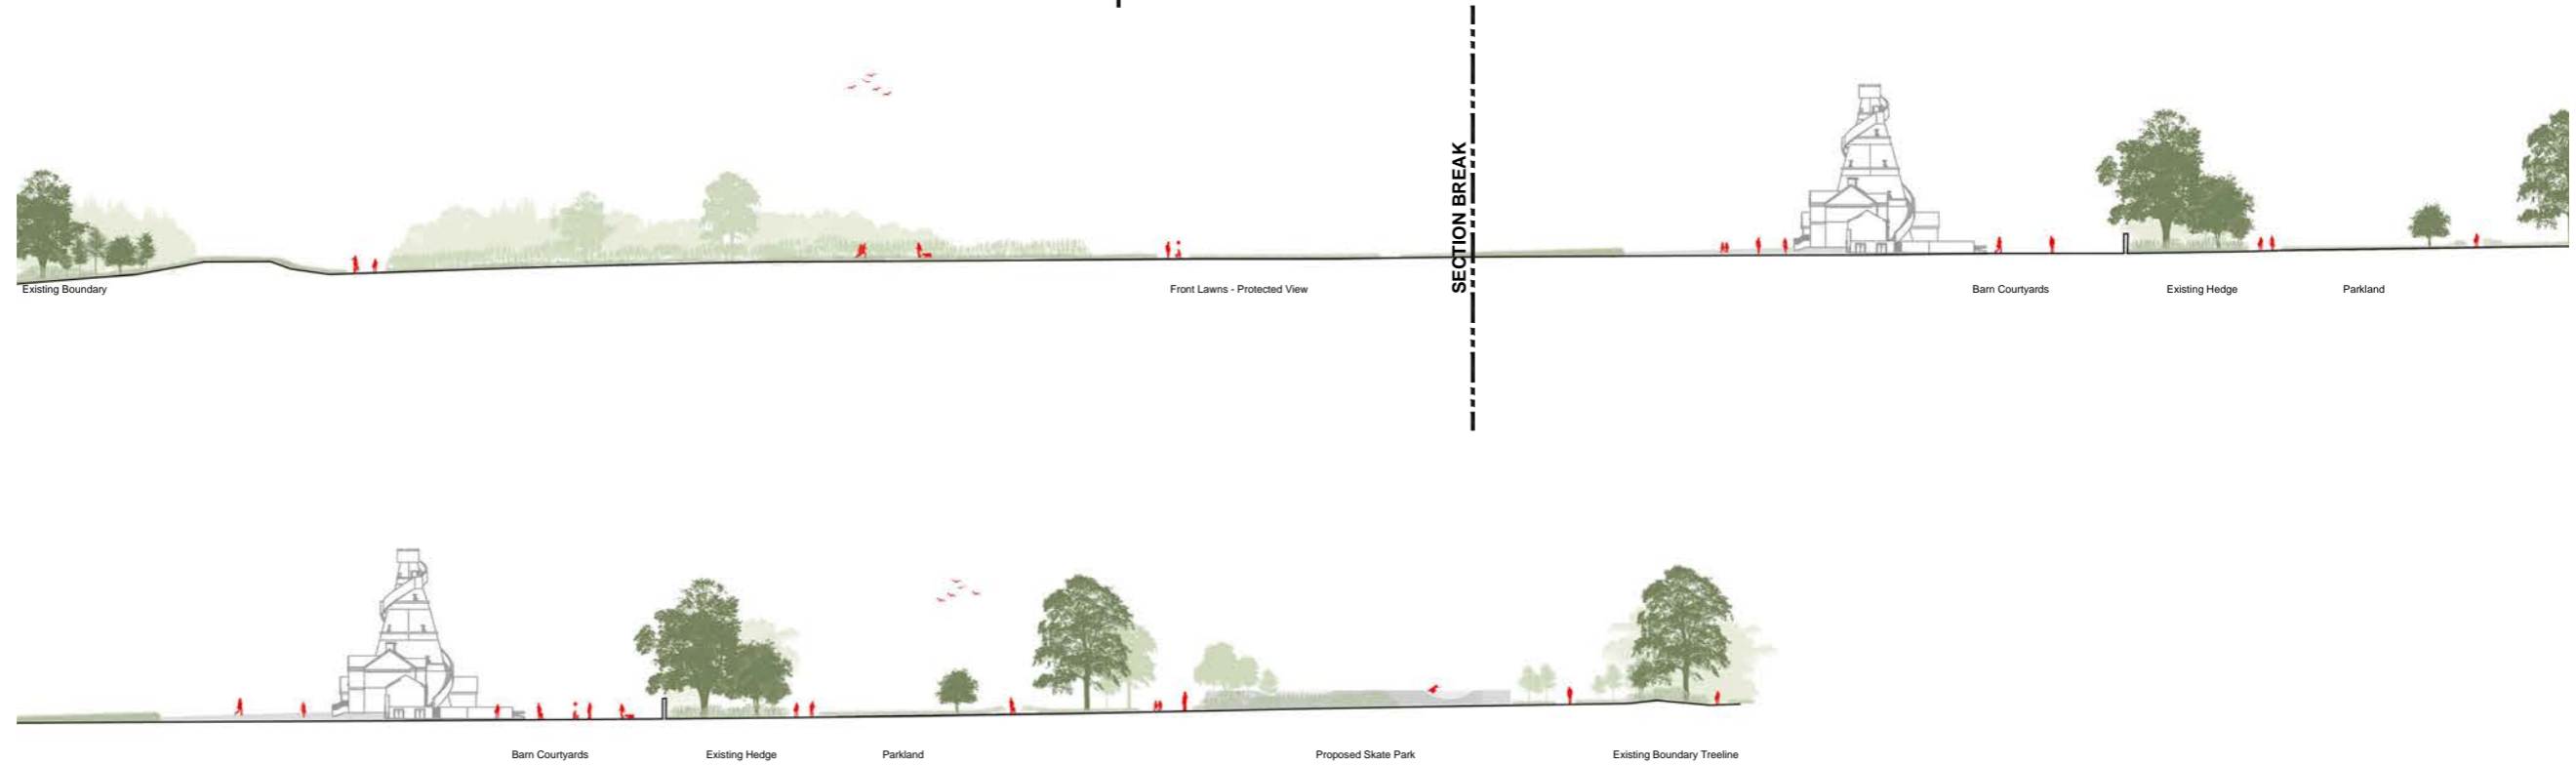 SECTION BREAK
Existing Boundary
Front Lawns - Protected View
Barn Courtyards
Existing Hedge
Parkland
Barn Courtyards
Existing Hedge
Parkland
Proposed Skate Park
Existing Boundary Treeline